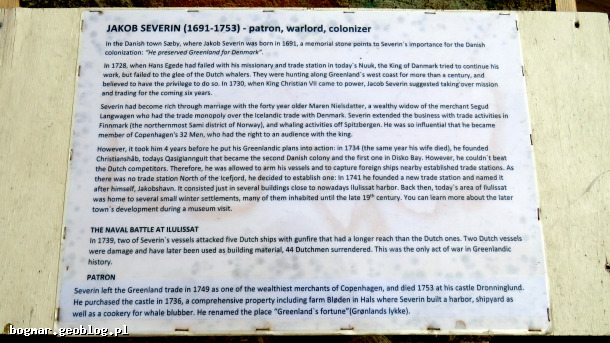 JAKOB SEVERIN (1691-1753) - patron, warlord, colonizer
In the Danish town Sæby, where Jakob Severin was born in 1691, a memorial stone points to Severin´s importance for the Danish
colonization: "He preserved Greenland for Denmark".
In 1728, when Hans Egede had failed with his missionary and trade station in today´s Nuuk, the King of Denmark tried to continue his
work, but failed to the glee of the Dutch whalers. They were hunting along Greenland´s west coast for more than a century, and
believed to have the privilege to do so. In 1730, when King Christian VII came to power, Jacob Severin suggested taking over mission
and trading for the coming six years.
Severin had become rich through marriage with the forty year older Maren Nielsdatter, a wealthy widow of the merchant Segud
Langwagen who had the trade monopoly over the Icelandic trade with Denmark. Severin extended the business with trade activities in
Finnmark (the northernmost Sami district of Norway), and whaling activities off Spitsbergen. He was so influential that he became
member of Copenhagen's 32 Men, who had the right to an audience with the king.
However, it took him 4 years before he put his Greenlandic plans into action: in 1734 (the same year his wife died), he founded
Christianshåb, todays Qasigiannguit that became the second Danish colony and the first one in Disko Bay. However, he couldn´t beat
the Dutch competitors. Therefore, he was allowed to arm his vessels and to capture foreign ships nearby established trade stations. As
there was no trade station North of the Icefjord, he decided to establish one: In 1741 he founded a new trade station and named it
after himself, Jakobshavn. It consisted just in several buildings close to nowadays Ilulissat harbor. Back then, today´s area of Ilulissat
was home to several small winter settlements, many of them inhabited until the late 19th century. You can learn more about the later
town´s development during a museum visit.
THE NAVAL BATTLE AT ILULISSAT
In 1739, two of Severin´s vessels attacked five Dutch ships with gunfire that had a longer reach than the Dutch ones. Two Dutch vessels
were damage and have later been used as building material, 44 Dutchmen surrendered. This was the only act of war in Greenlandic
history.
PATRON
Severin left the Greenland trade in 1749 as one of the wealthiest merchants of Copenhagen, and died 1753 at his castle Dronninglund.
He purchased the castle in 1736, a comprehensive property including farm Bløden in Hals where Severin built a harbor, shipyard as
well as a cookery for whale blubber. He renamed the place "Greenland´s fortune"(Grønlands lykke).
bogmar.geoblog.pl